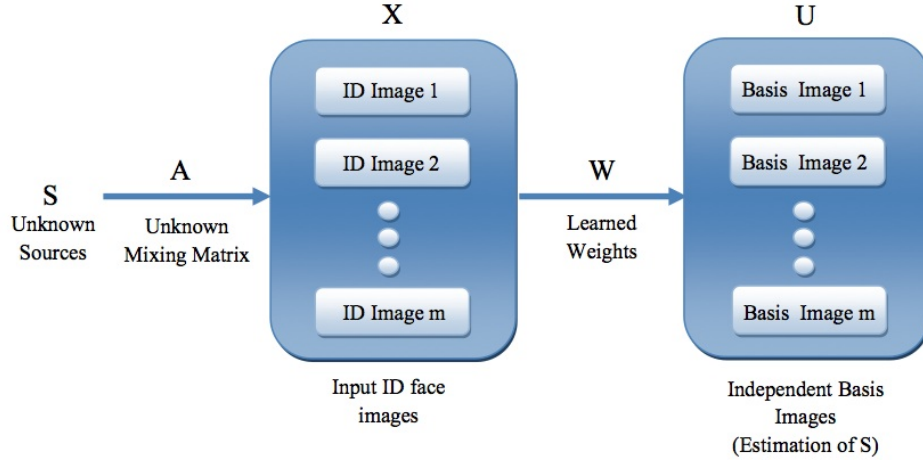 X
U
ID Image 1
ID Image 2
ID Image m
Basis Image 1
Basis Image 2
Basis Image m
S
Unknown
Sources
A
Unknown
Mixing Matrix
W
Learned
Weights
Input ID face
images
Independent Basis
Images
(Estimation of S)